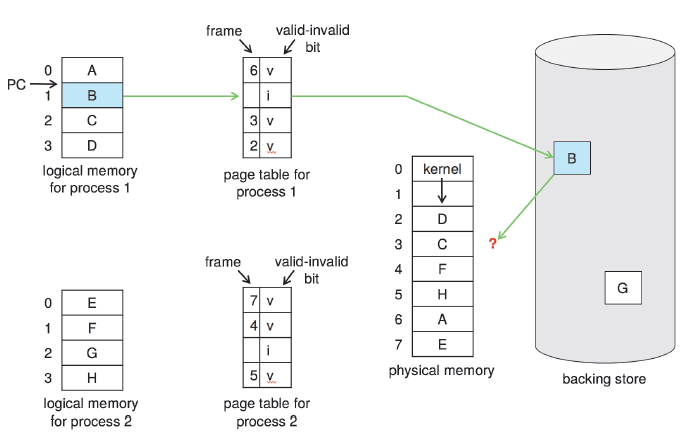 frame
valid-invalid
bit
PC
0 A
1 B
2 C
3 D
logical memory
for process 1
6 v
i
3 v
2 v
page table for
process 1
0 kernel
1
2 D
3 C
4 F
5 H
6 A
7 E
physical memory
?
B
G
backing store
frame
valid-invalid
bit
0 E
1 F
2 G
3 H
logical memory
for process 2
7 v
4 v
i
5 v
page table for
process 2